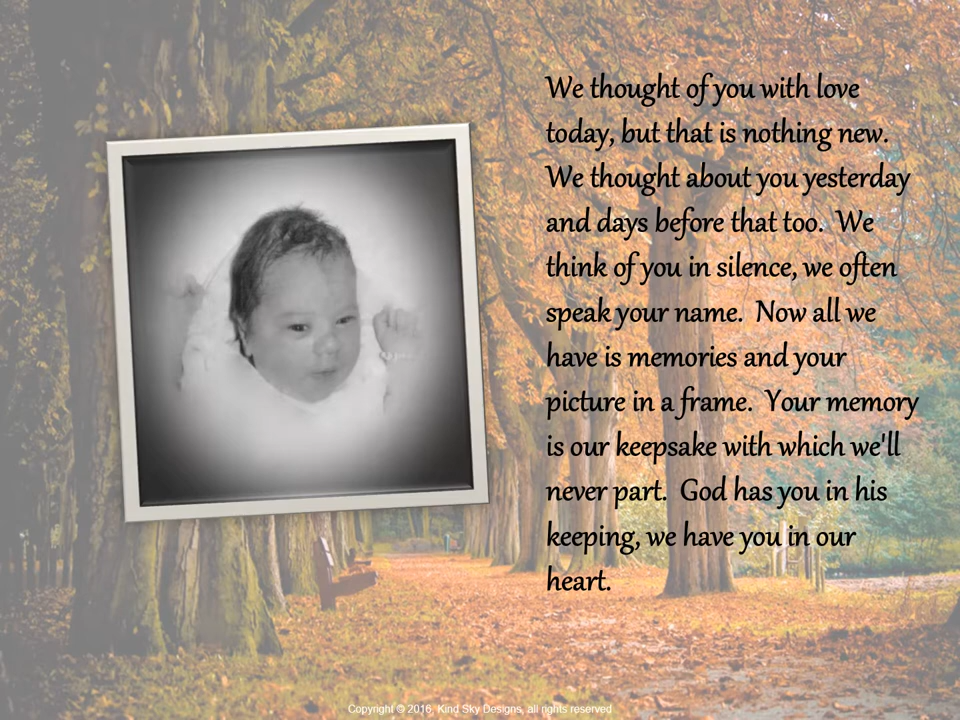 We thought of you with love
today, but that is nothing new.
We thought about you yesterday
and days before that too.  We
think of you in silence, we often
speak your name.  Now all we
have is memories and your
picture in a frame.  Your memory
is our keepsake with which we'll
never part.  God has you in his
keeping, we have you in our
heart.
Copyright © 2016, Kind Sky Designs, all rights reserved